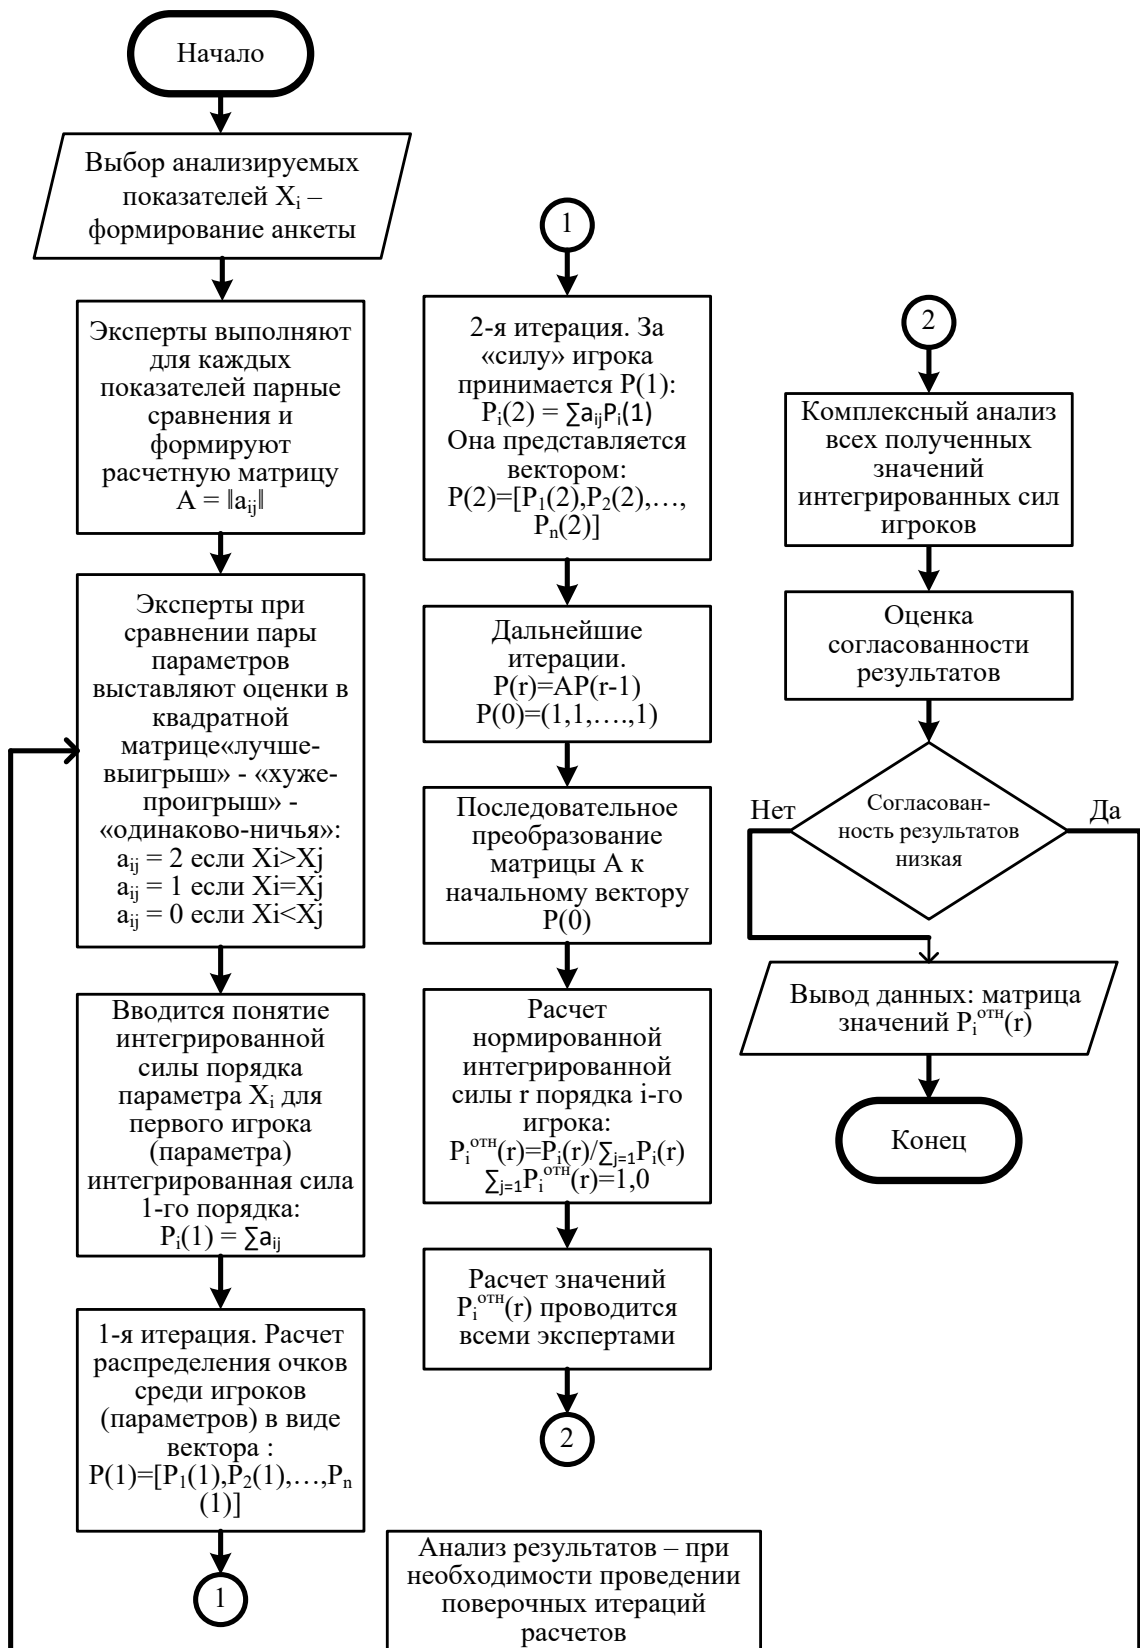 Начало
Выбор анализируемых
показателей Xᵢ –
формирование анкеты
Эксперты выполняют
для каждых
показателей парные
сравнения и
формируют
расчетную матрицу
A = ‖aᵢⱼ‖
Эксперты при
сравнении пары
параметров
выставляют оценки в
квадратной
матрице«лучше-
выигрыш» - «хуже-
проигрыш» -
«одинаково-ничья»:
aᵢⱼ = 2 если Xi>Xj
aᵢⱼ = 1 если Xi=Xj
aᵢⱼ = 0 если Xi<Xj
Вводится понятие
интегрированной
силы порядка
параметра Xᵢ для
первого игрока
(параметра)
интегрированная сила
1-го порядка:
Pᵢ(1) = ∑aᵢⱼ
1-я итерация. Расчет
распределения очков
среди игроков
(параметров) в виде
вектора :
P(1)=[P₁(1),P₂(1),…,Pₙ
(1)]
1
1
2-я итерация. За
«силу» игрока
принимается P(1):
Pᵢ(2) = ∑aᵢⱼPᵢ(1)
Она представляется
вектором:
P(2)=[P₁(2),P₂(2),…,
Pₙ(2)]
Дальнейшие
итерации.
P(r)=AP(r-1)
P(0)=(1,1,….,1)
Последовательное
преобразование
матрицы А к
начальному вектору
P(0)
Расчет
нормированной
интегрированной
силы r порядка i-го
игрока:
Pᵢᵒᵗᴴ(r)=Pᵢ(r)/∑ⱼ₌₁Pᵢ(r)
∑ⱼ₌₁Pᵢᵒᵗᴴ(r)=1,0
Расчет значений
Pᵢᵒᵗᴴ(r) проводится
всеми экспертами
2
Анализ результатов – при
необходимости проведении
поверочных итераций
расчетов
2
Комплексный анализ
всех полученных
значений
интегрированных сил
игроков
Оценка
согласованности
результатов
Нет
Согласован-
ность результатов
низкая
Да
Вывод данных: матрица
значений Pᵢᵒᵗᴴ(r)
Конец